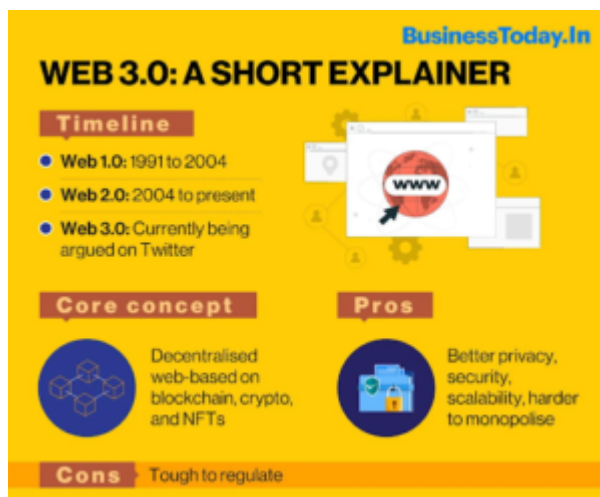 BusinessToday.In
WEB 3.0: A SHORT EXPLAINER
Timeline
Web 1.0: 1991 to 2004
Web 2.0: 2004 to present
Web 3.0: Currently being
argued on Twitter
www
Core concept
Decentralised
web-based on
blockchain, crypto,
and NFTs
Pros
Better privacy,
security,
scalability, harder
to monopolise
Cons
Tough to regulate